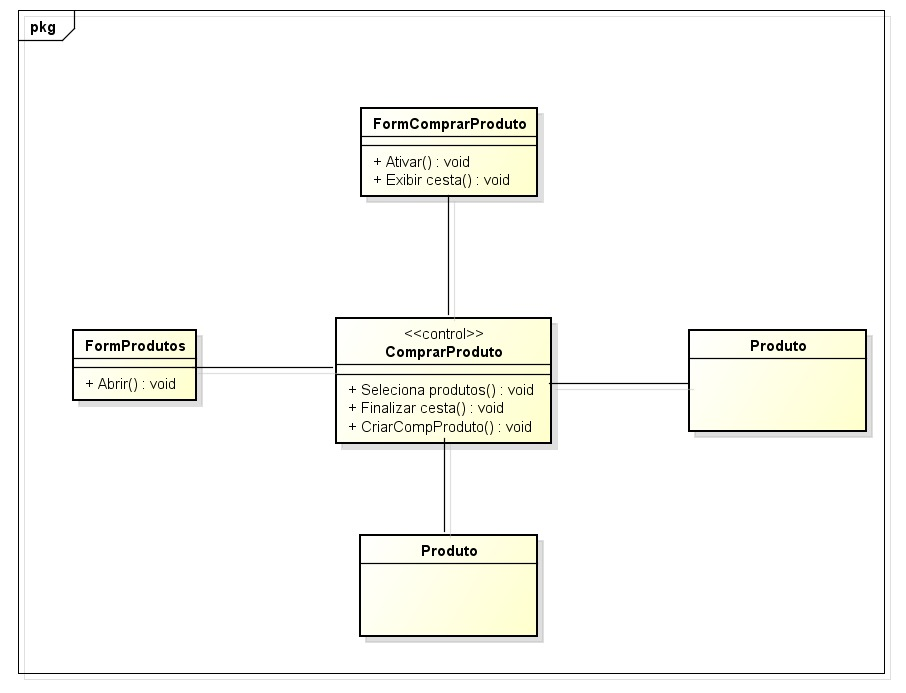 pkg
FormComprarProduto
+ Ativar() : void
+ Exibir cesta() : void
FormProdutos
+ Abrir() : void
<<control>>
ComprarProduto
+ Seleciona produtos() : void
+ Finalizar cesta() : void
+ CriarCompProduto() : void
Produto
Produto